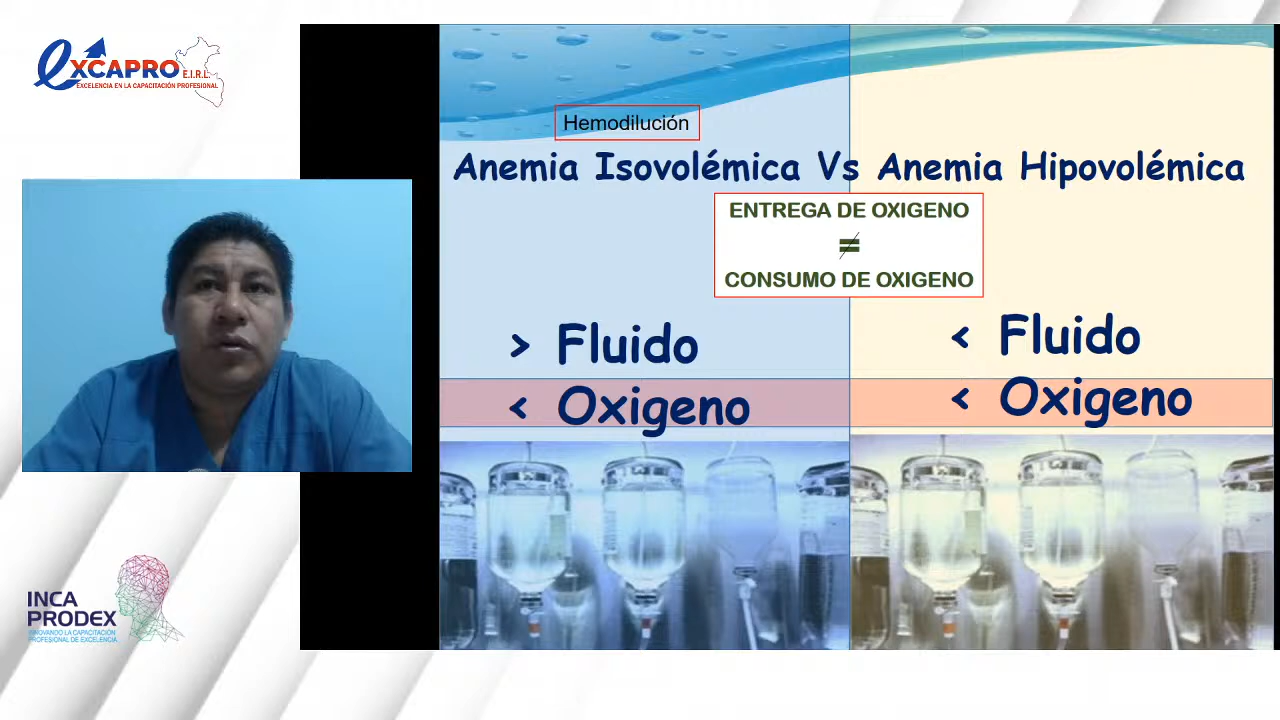 excapro E.I.R.L.
EXCELENCIA EN LA CAPACITACIÓN PROFESIONAL
Hemodilución
Anemia Isovolémica Vs Anemia Hipovolémica
ENTREGA DE OXIGENO
≠
CONSUMO DE OXIGENO
> Fluido
< Oxigeno
< Fluido
< Oxigeno
INCA
PRODEX
INNOVANDO LA CAPACITACIÓN
PROFESIONAL DE EXCELENCIA